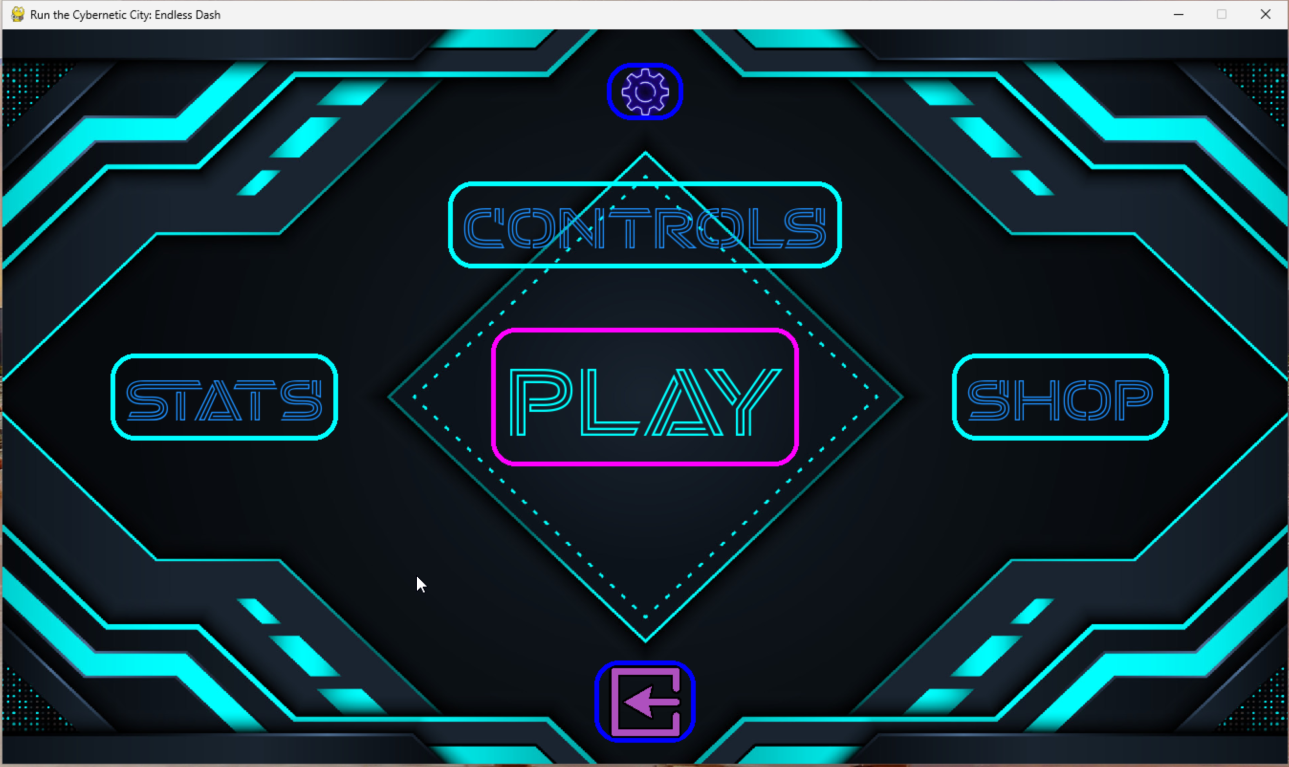 Run the Cybernetic City: Endless Dash
CONTROLS
PLAY
STATS
SHOP